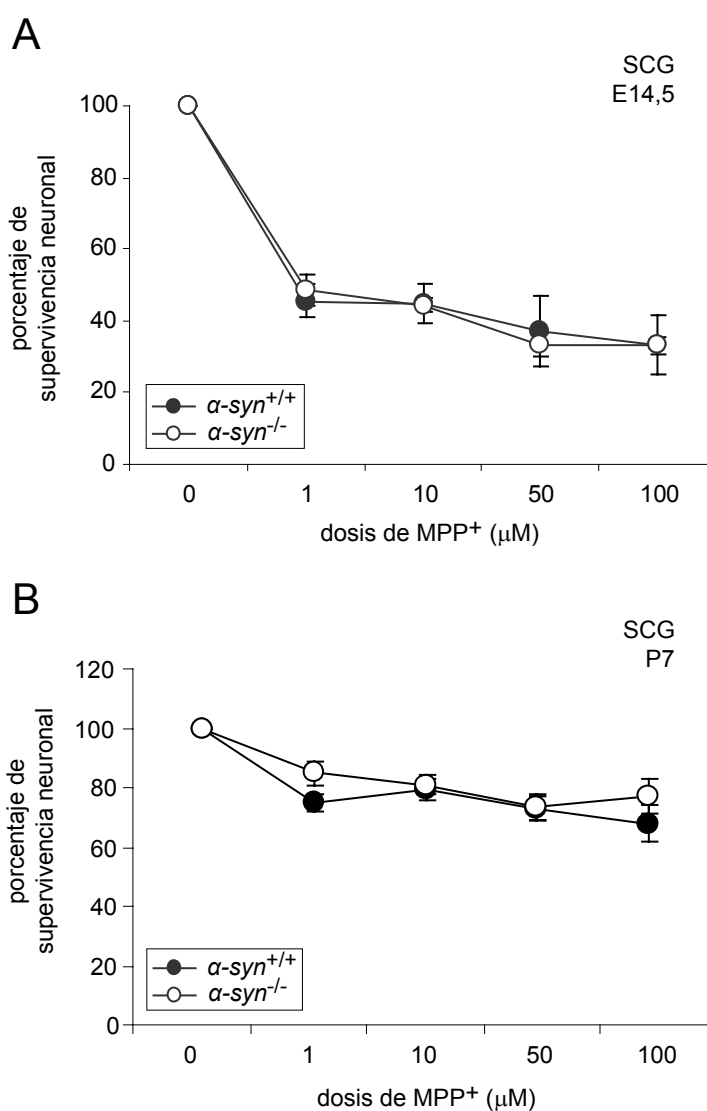 A
SCG
E14,5
porcentaje de
supervivencia neuronal
100
80
60
40
20
0
α-syn+/+
α-syn-/-
0 1 10 50 100
dosis de MPP+ (μM)
B
SCG
P7
porcentaje de
supervivencia neuronal
120
100
80
60
40
20
0
α-syn+/+
α-syn-/-
0 1 10 50 100
dosis de MPP+ (μM)